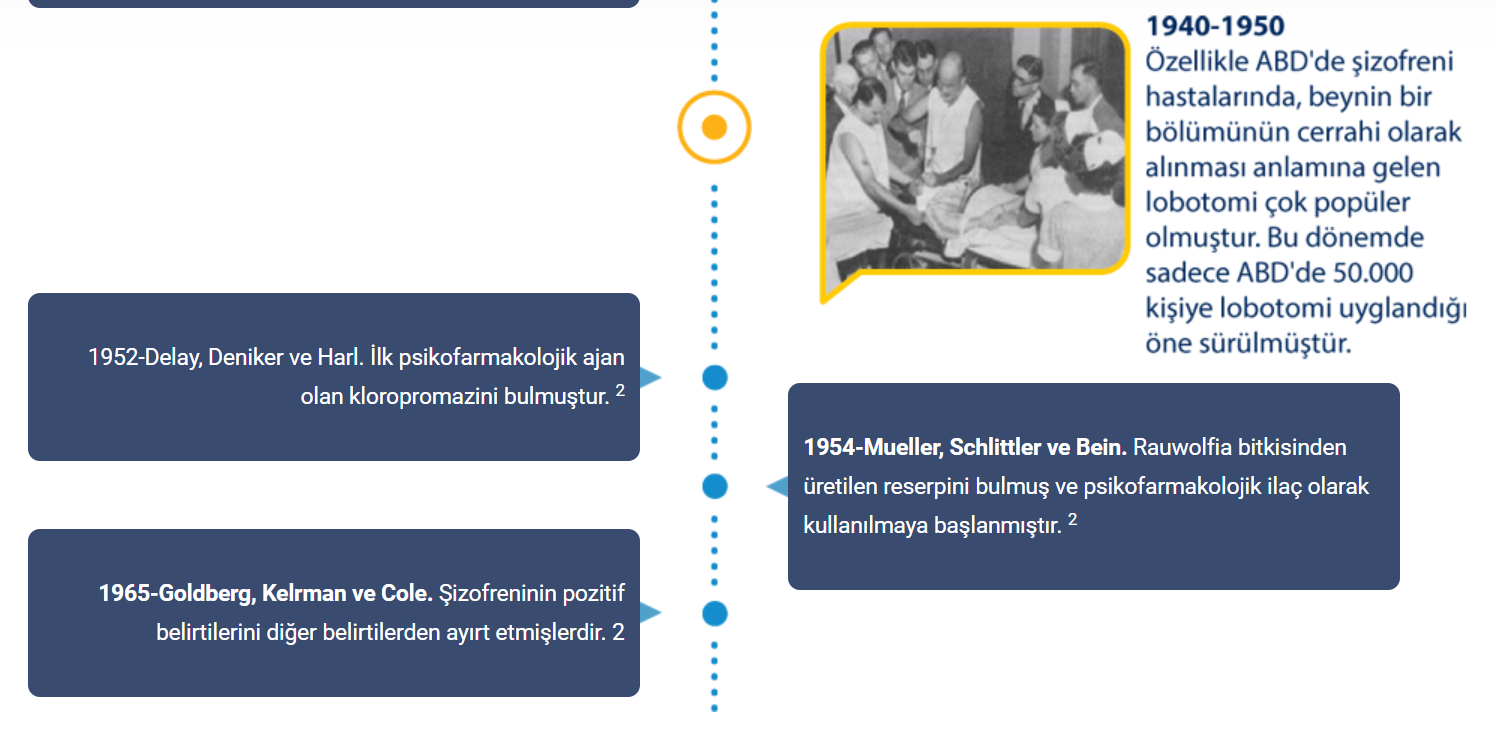 1940-1950
Özellikle ABD'de şizofreni
hastalarında, beynin bir
bölümünün cerrahi olarak
alınması anlamına gelen
lobotomi çok popüler
olmuştur. Bu dönemde
sadece ABD'de 50.000
kişiye lobotomi uyglandığı
öne sürülmüştür.
1952-Delay, Deniker ve Harl. İlk psikofarmakolojik ajan
olan kloropromazini bulmuştur. 2
1954-Mueller, Schlittler ve Bein. Rauwolfia bitkisinden
üretilen reserpini bulmuş ve psikofarmakolojik ilaç olarak
kullanılmaya başlanmıştır. 2
1965-Goldberg, Kelrman ve Cole. Şizofreninin pozitif
belirtilerini diğer belirtilerden ayırt etmişlerdir. 2